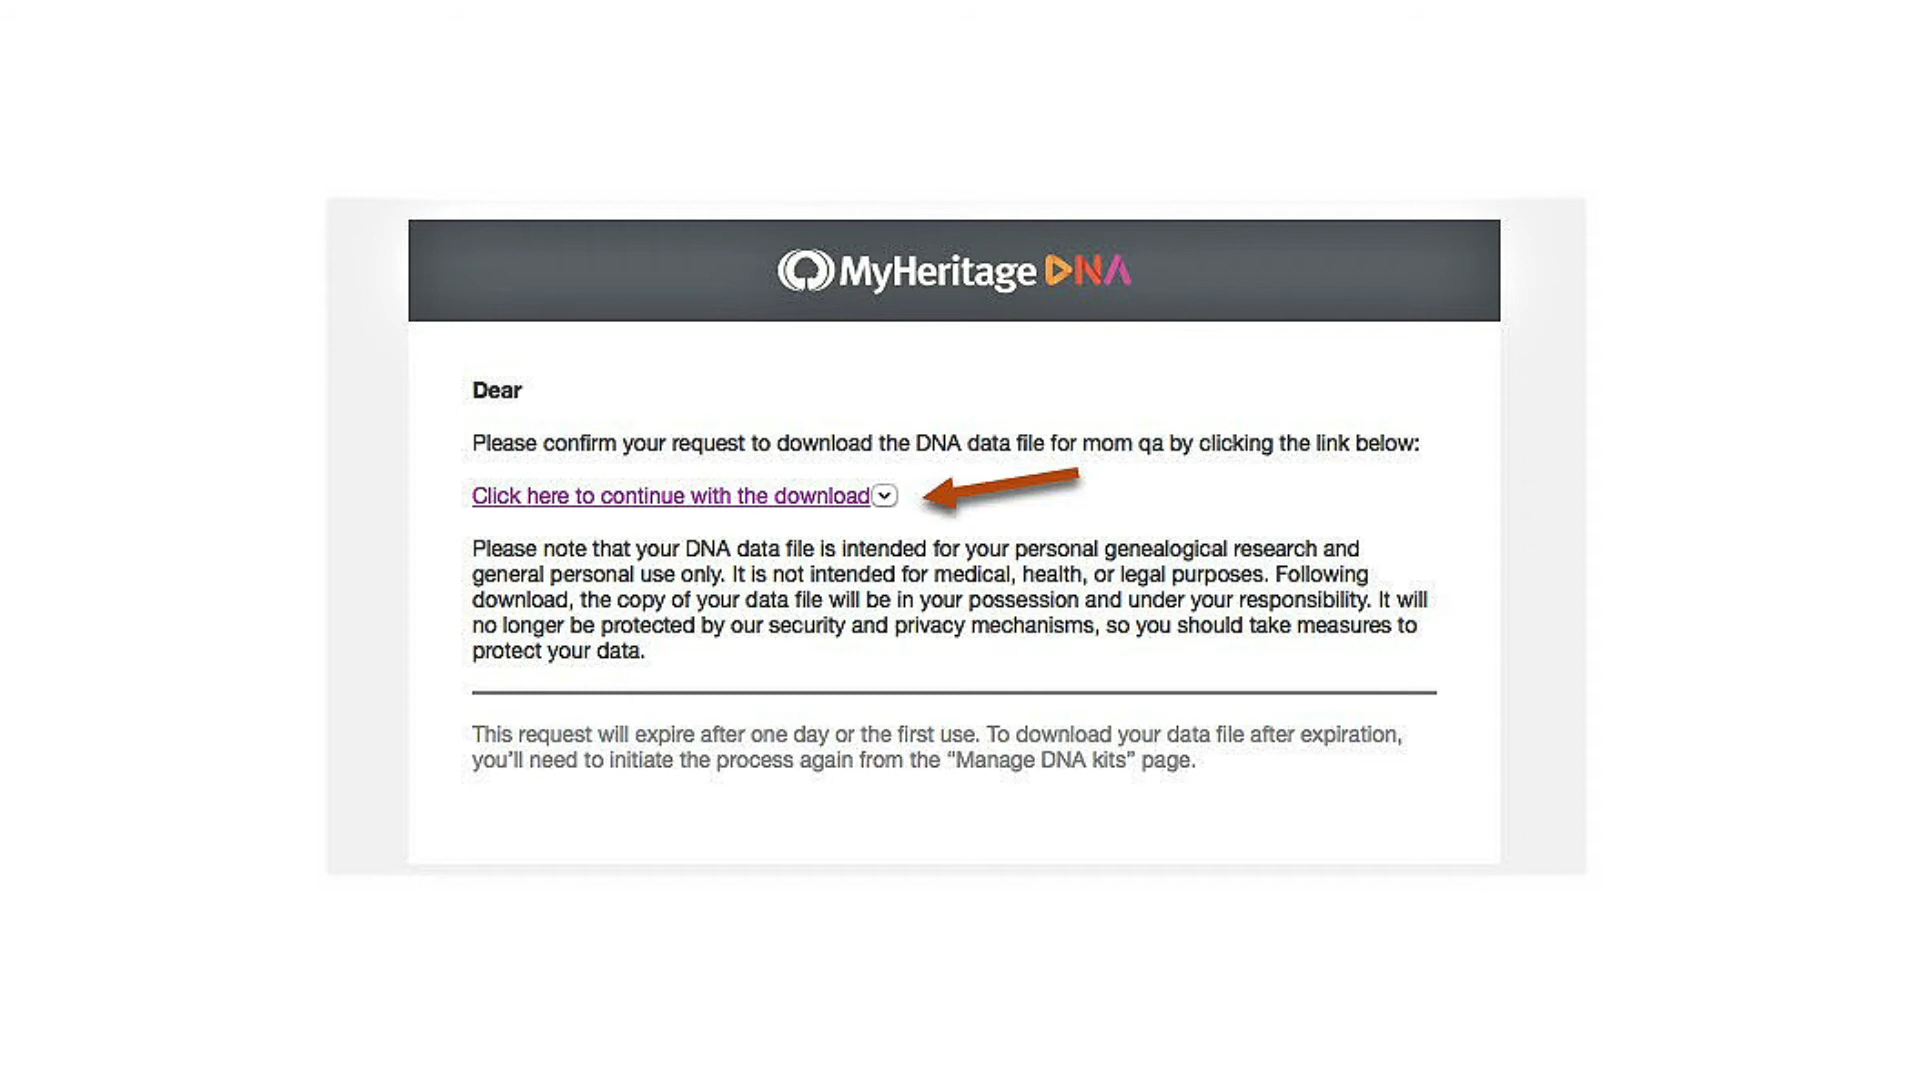 MyHeritage DNA
Dear
Please confirm your request to download the DNA data file for mom qa by clicking the link below:
Click here to continue with the download
Please note that your DNA data file is intended for your personal genealogical research and
general personal use only. It is not intended for medical, health, or legal purposes. Following
download, the copy of your data file will be in your possession and under your responsibility. It will
no longer be protected by our security and privacy mechanisms, so you should take measures to
protect your data.
This request will expire after one day or the first use. To download your data file after expiration,
you’ll need to initiate the process again from the “Manage DNA kits” page.